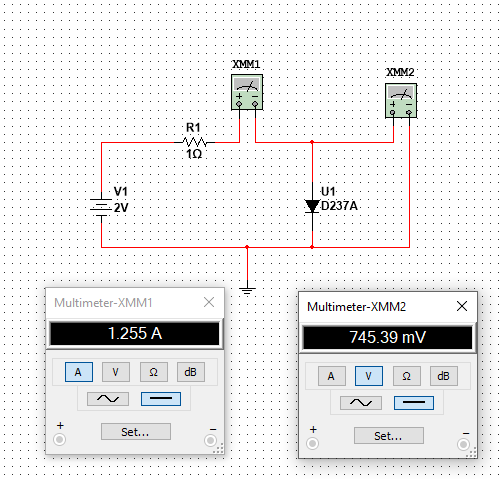 XMM1
XMM2
R1
1Ω
V1
2V
U1
D237A
Multimeter-XMM1
1.255 A
A V Ω dB
Set...
+ −
Multimeter-XMM2
745.39 mV
A V Ω dB
Set...
+ −